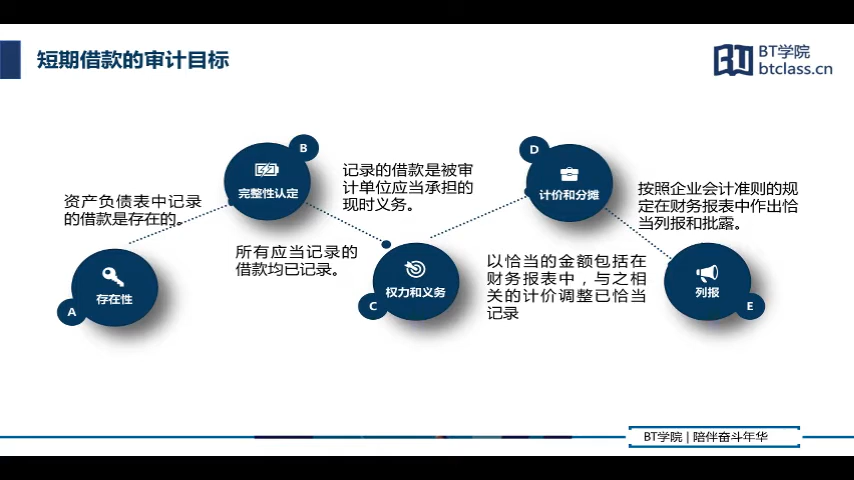 短期借款的审计目标
BT学院
btclass.cn
A
存在性
资产负债表中记录
的借款是存在的。
B
完整性认定
所有应当记录的
借款均已记录。
C
权力和义务
记录的借款是被审
计单位应当承担的
现时义务。
D
计价和分摊
以恰当的金额包括在
财务报表中，与之相
关的计价调整已恰当
记录
E
列报
按照企业会计准则的规
定在财务报表中作出恰
当列报和批露。
BT学院 | 陪伴奋斗年华